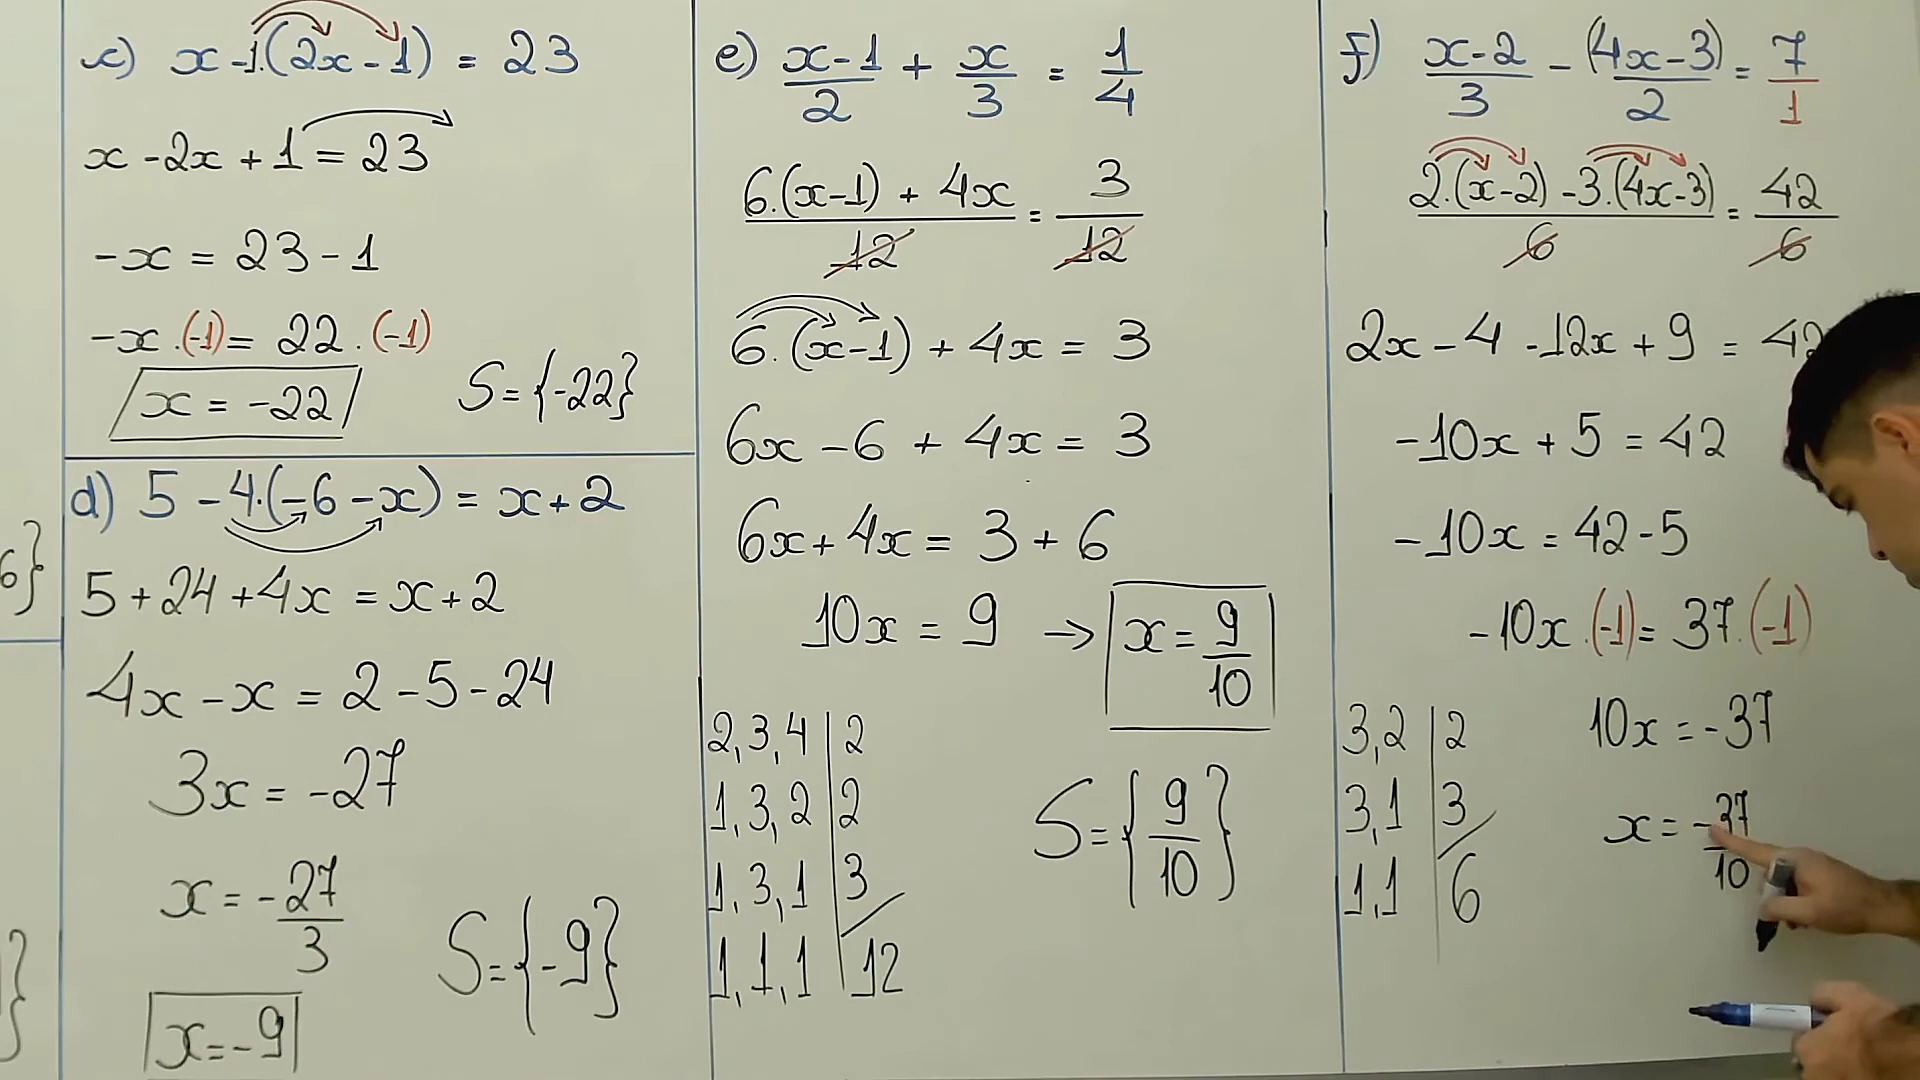 c) x-1.(2x-1) = 23
x - 2x + 1 = 23
-x = 23 - 1
-x .(-1) = 22 . (-1)
x = -22
S = {-22}
d) 5 - 4.(-6 - x) = x + 2
5 + 24 + 4x = x + 2
4x - x = 2 - 5 - 24
3x = -27
x = -27/3
x = -9
S = {-9}
e) x-1/2 + x/3 = 1/4
6.(x-1) + 4x/12 = 3/12
6.(x-1) + 4x = 3
6x - 6 + 4x = 3
6x + 4x = 3 + 6
10x = 9 → x = 9/10
2, 3, 4 | 2
1, 3, 2 | 2
1, 3, 1 | 3
1, 1, 1 | 12
S = {9/10}
f) x-2/3 - (4x-3)/2 = 7/1
2.(x-2) - 3.(4x-3)/6 = 42/6
2x - 4 - 12x + 9 = 42
-10x + 5 = 42
-10x = 42 - 5
-10x .(-1) = 37 .(-1)
10x = -37
x = -37/10
3, 2 | 2
3, 1 | 3
1, 1 | 6
6}
}